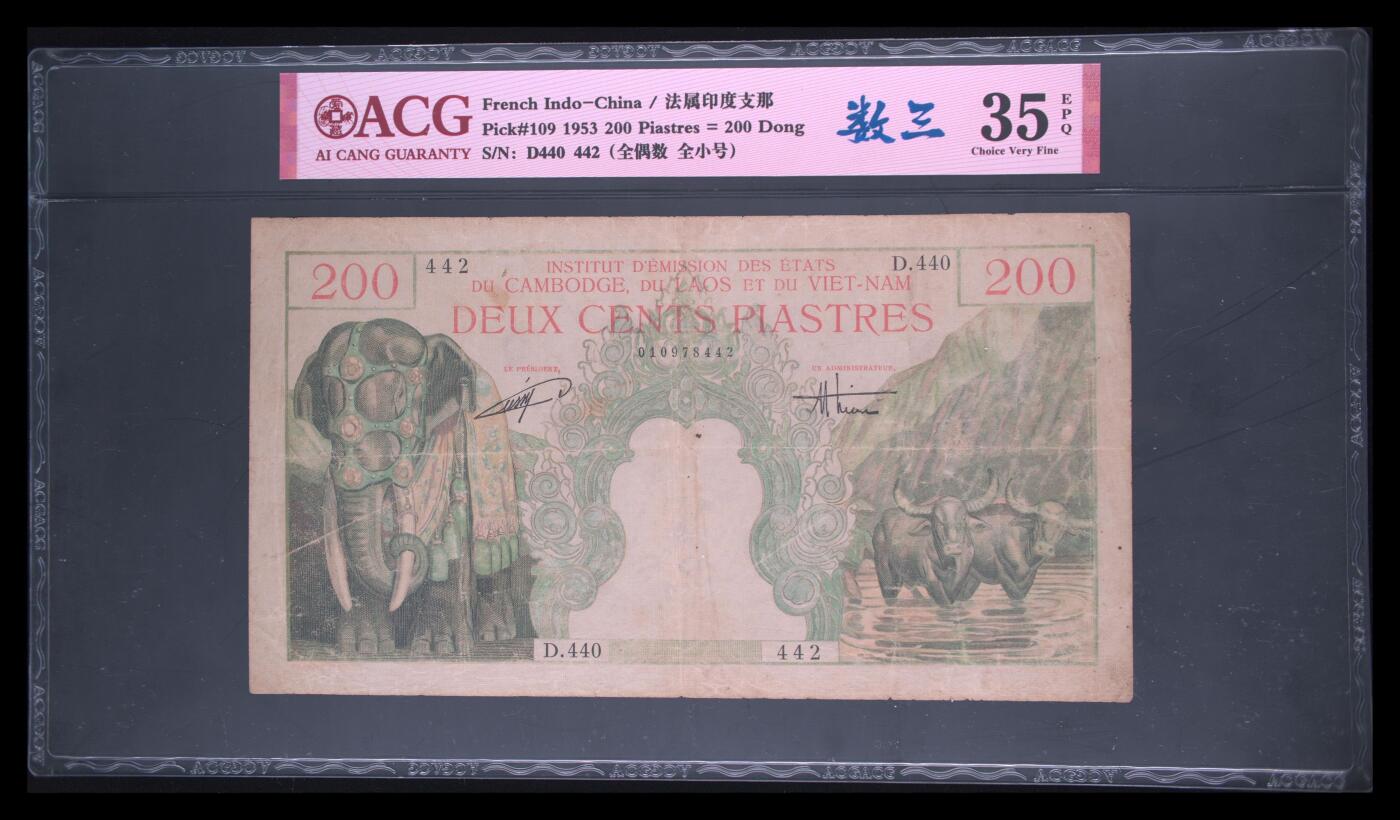 ACG
AI CANG GUARANTY
French Indo-China / 法属印度支那
Pick#109 1953 200 Piastres = 200 Dong
S/N: D440 442 (全偶数 全小号)
数三
35
EPQ
Choice Very Fine
200
442
INSTITUT D'ÉMISSION DES ÉTATS
D.440
200
DU CAMBODGE, DU LAOS ET DU VIET-NAM
DEUX CENTS PIASTRES
010978442
LE PRÉSIDENT,
UN ADMINISTRATEUR,
D.440
442